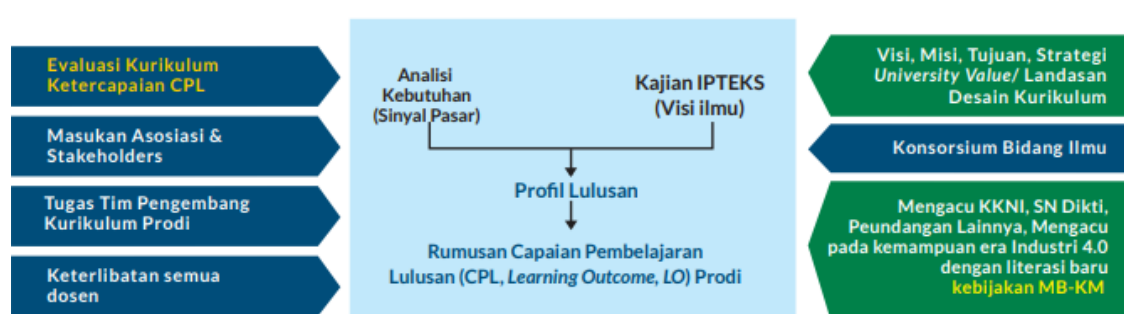 Evaluasi Kurikulum
Ketercapaian CPL
Masukan Asosiasi &
Stakeholders
Tugas Tim Pengembang
Kurikulum Prodi
Keterlibatan semua
dosen
Analisi
Kebutuhan
(Sinyal Pasar)
Kajian IPTEKS
(Visi ilmu)
Profil Lulusan
Rumusan Capaian Pembelajaran
Lulusan (CPL, Learning Outcome, LO) Prodi
Visi, Misi, Tujuan, Strategi
University Value/ Landasan
Desain Kurikulum
Konsorsium Bidang Ilmu
Mengacu KKNI, SN Dikti,
Peundangan Lainnya, Mengacu
pada kemampuan era Industri 4.0
dengan literasi baru
kebijakan MB-KM